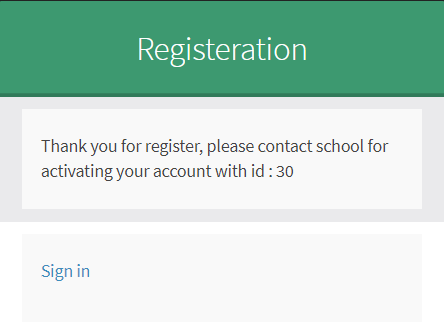 Registeration
Thank you for register, please contact school for
activating your account with id : 30
Sign in